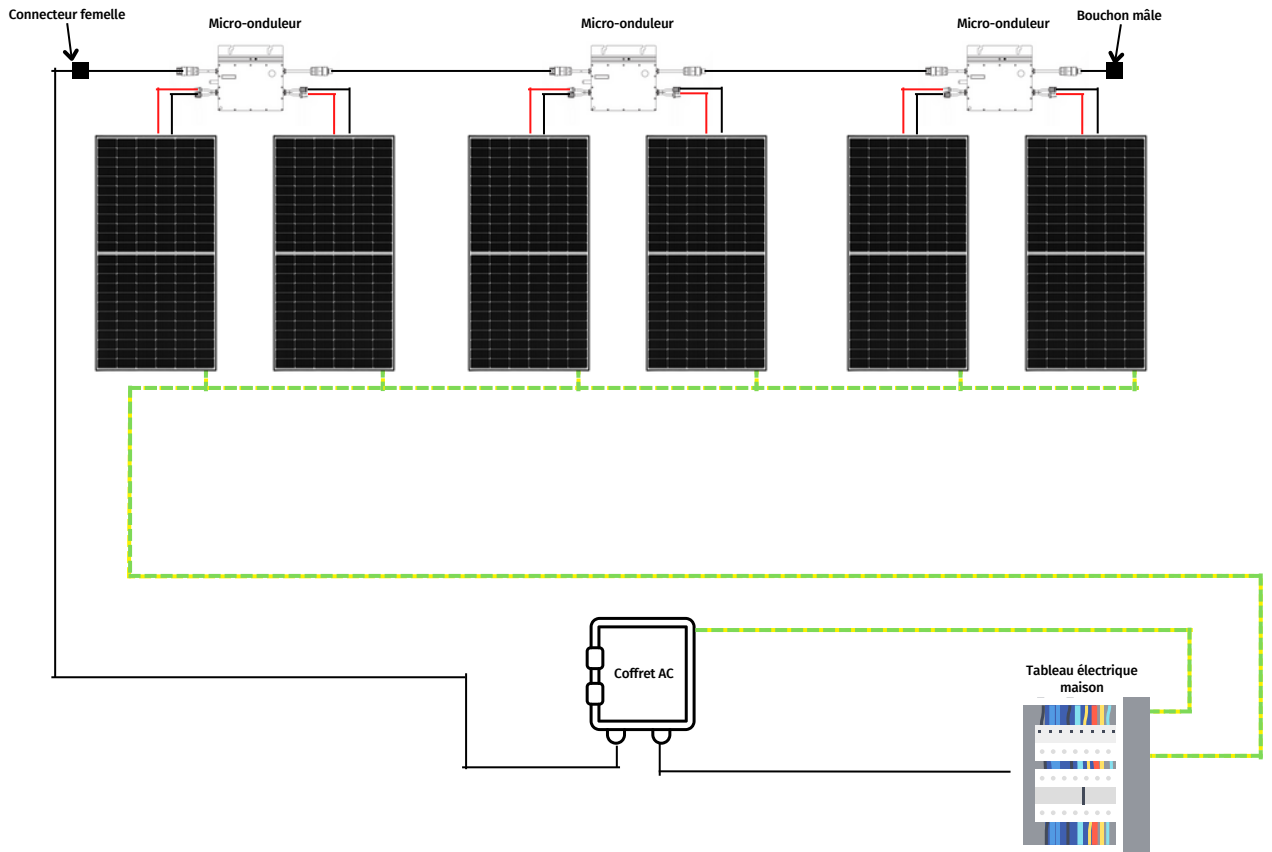 Connecteur femelle
Micro-onduleur
Micro-onduleur
Micro-onduleur
Bouchon mâle
Coffret AC
Tableau électrique
maison